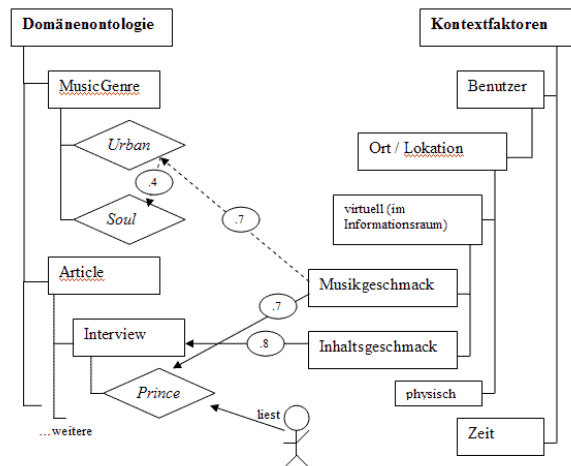 Domänenontologie
Kontextfaktoren
MusicGenre
Benutzer
Urban
Ort / Lokation
.4
Soul
.7
virtuell (im
Informationsraum)
Article
Musikgeschmack
.7
Interview
.8
Inhaltsgeschmack
Prince
physisch
liest
…weitere
Zeit